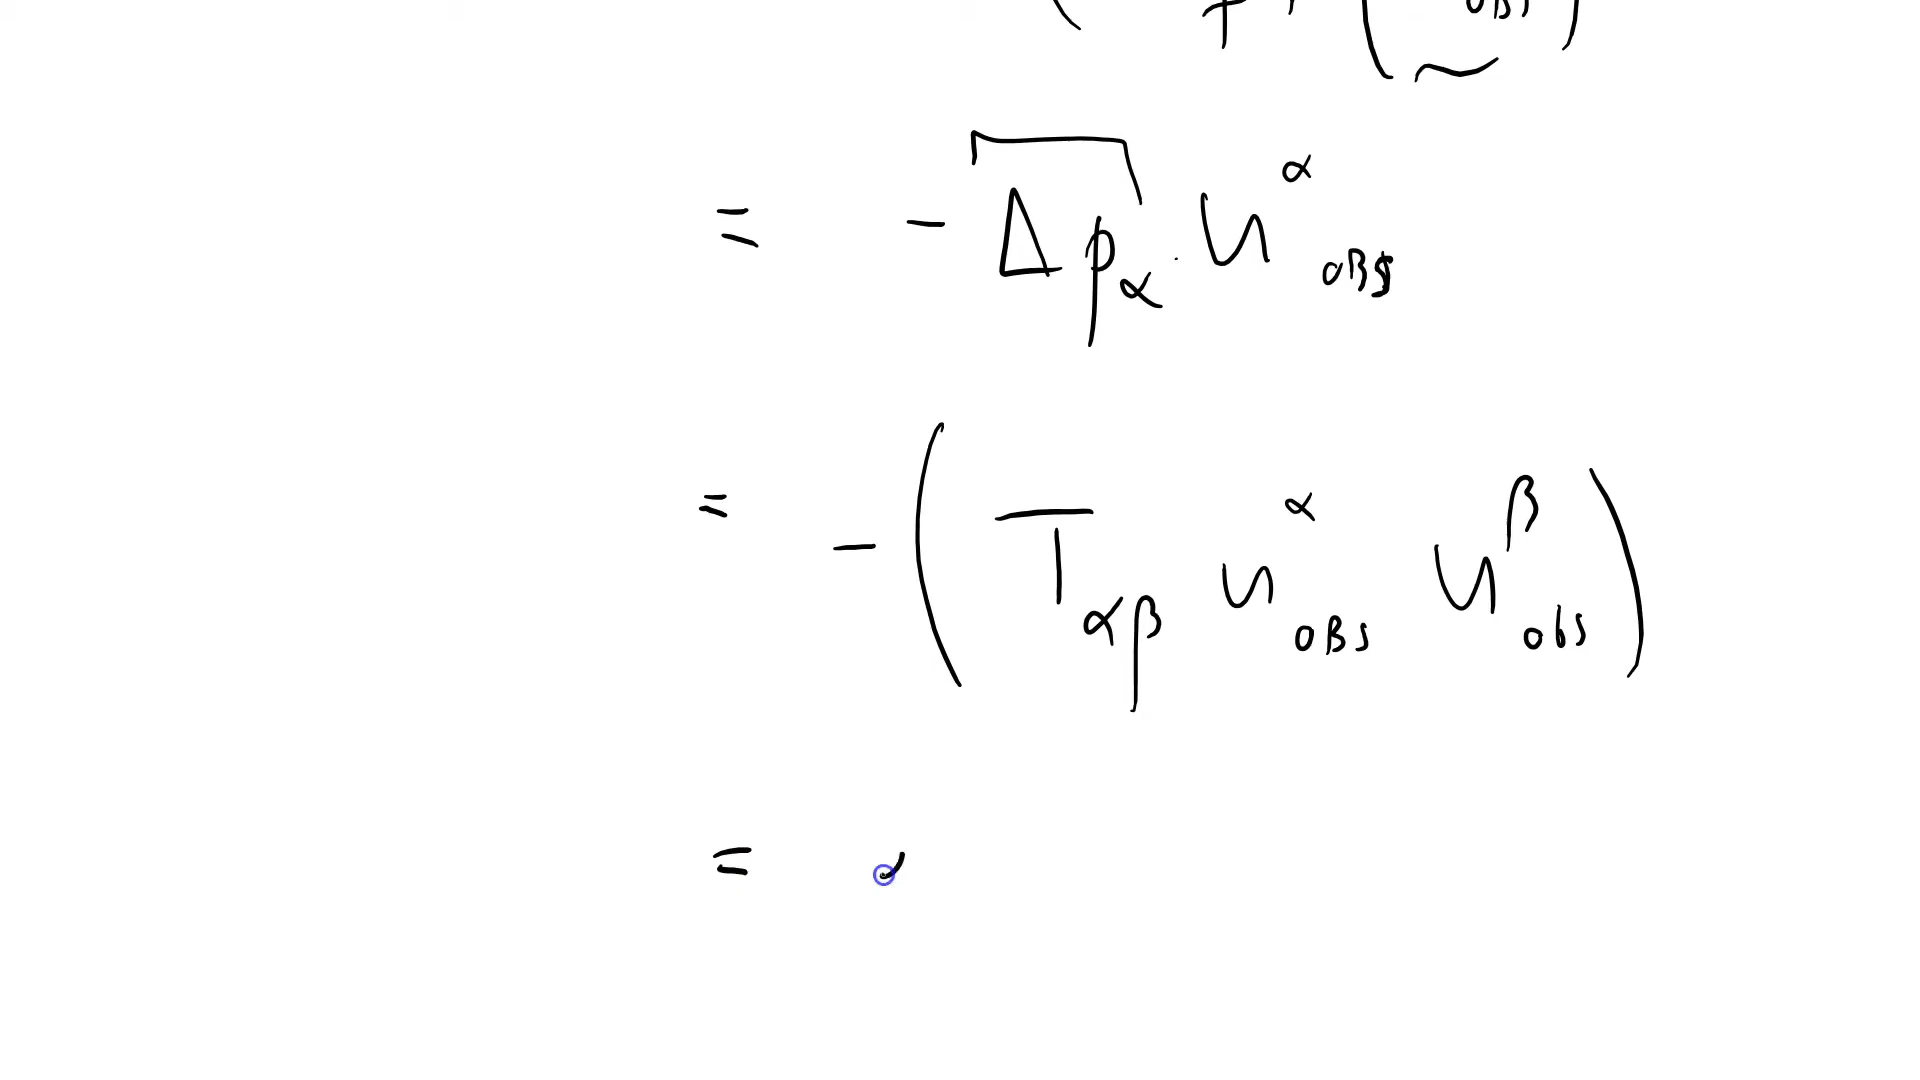 = - Δp_α · u^α_OBS
= - ( T_αβ u^α_OBS u^β_obs )
=